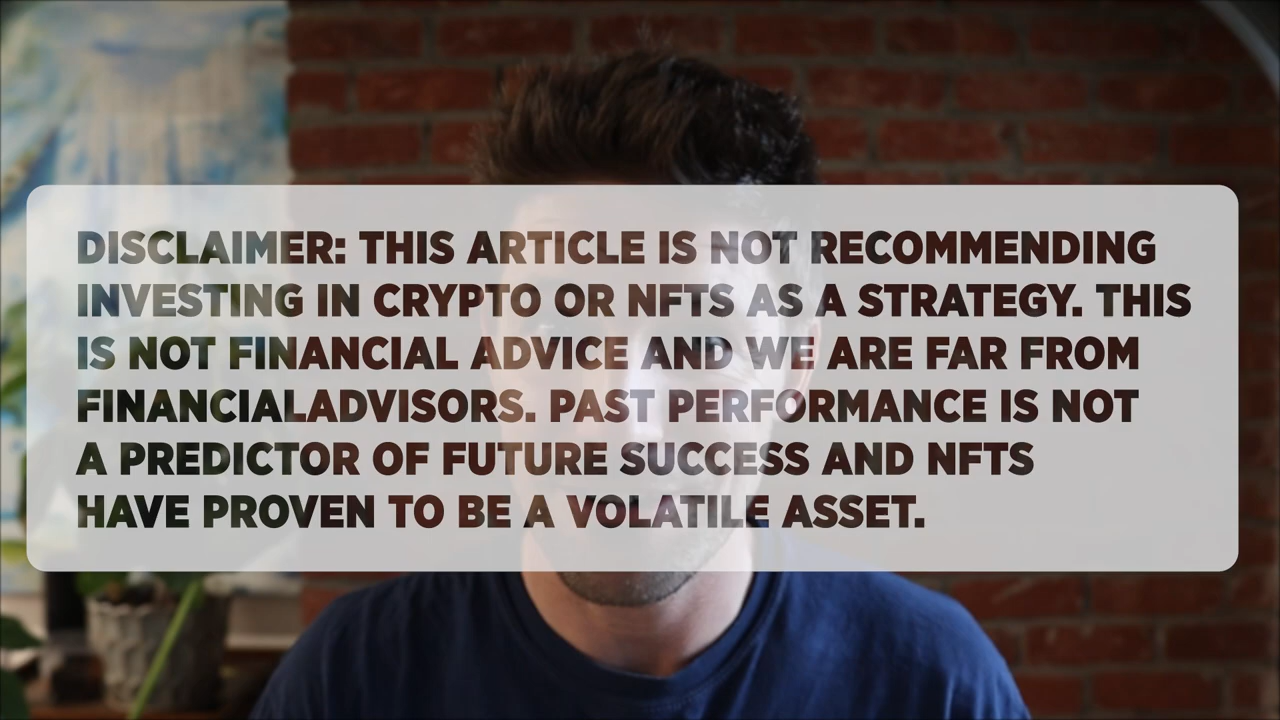 DISCLAIMER: THIS ARTICLE IS NOT RECOMMENDING
INVESTING IN CRYPTO OR NFTS AS A STRATEGY. THIS
IS NOT FINANCIAL ADVICE AND WE ARE FAR FROM
FINANCIALADVISORS. PAST PERFORMANCE IS NOT
A PREDICTOR OF FUTURE SUCCESS AND NFTS
HAVE PROVEN TO BE A VOLATILE ASSET.